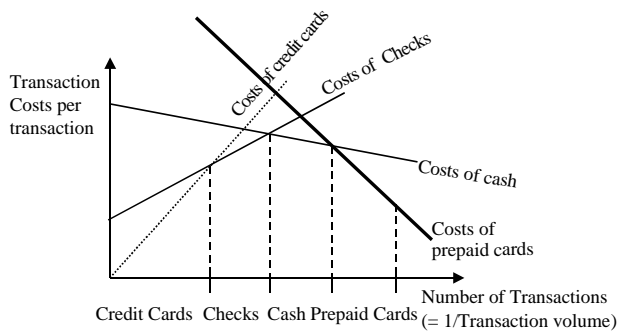 Costs of credit cards
Costs of Checks
Transaction
Costs per
transaction
Costs of cash
Costs of
prepaid cards
Credit Cards Checks Cash Prepaid Cards
Number of Transactions
(= 1/Transaction volume)